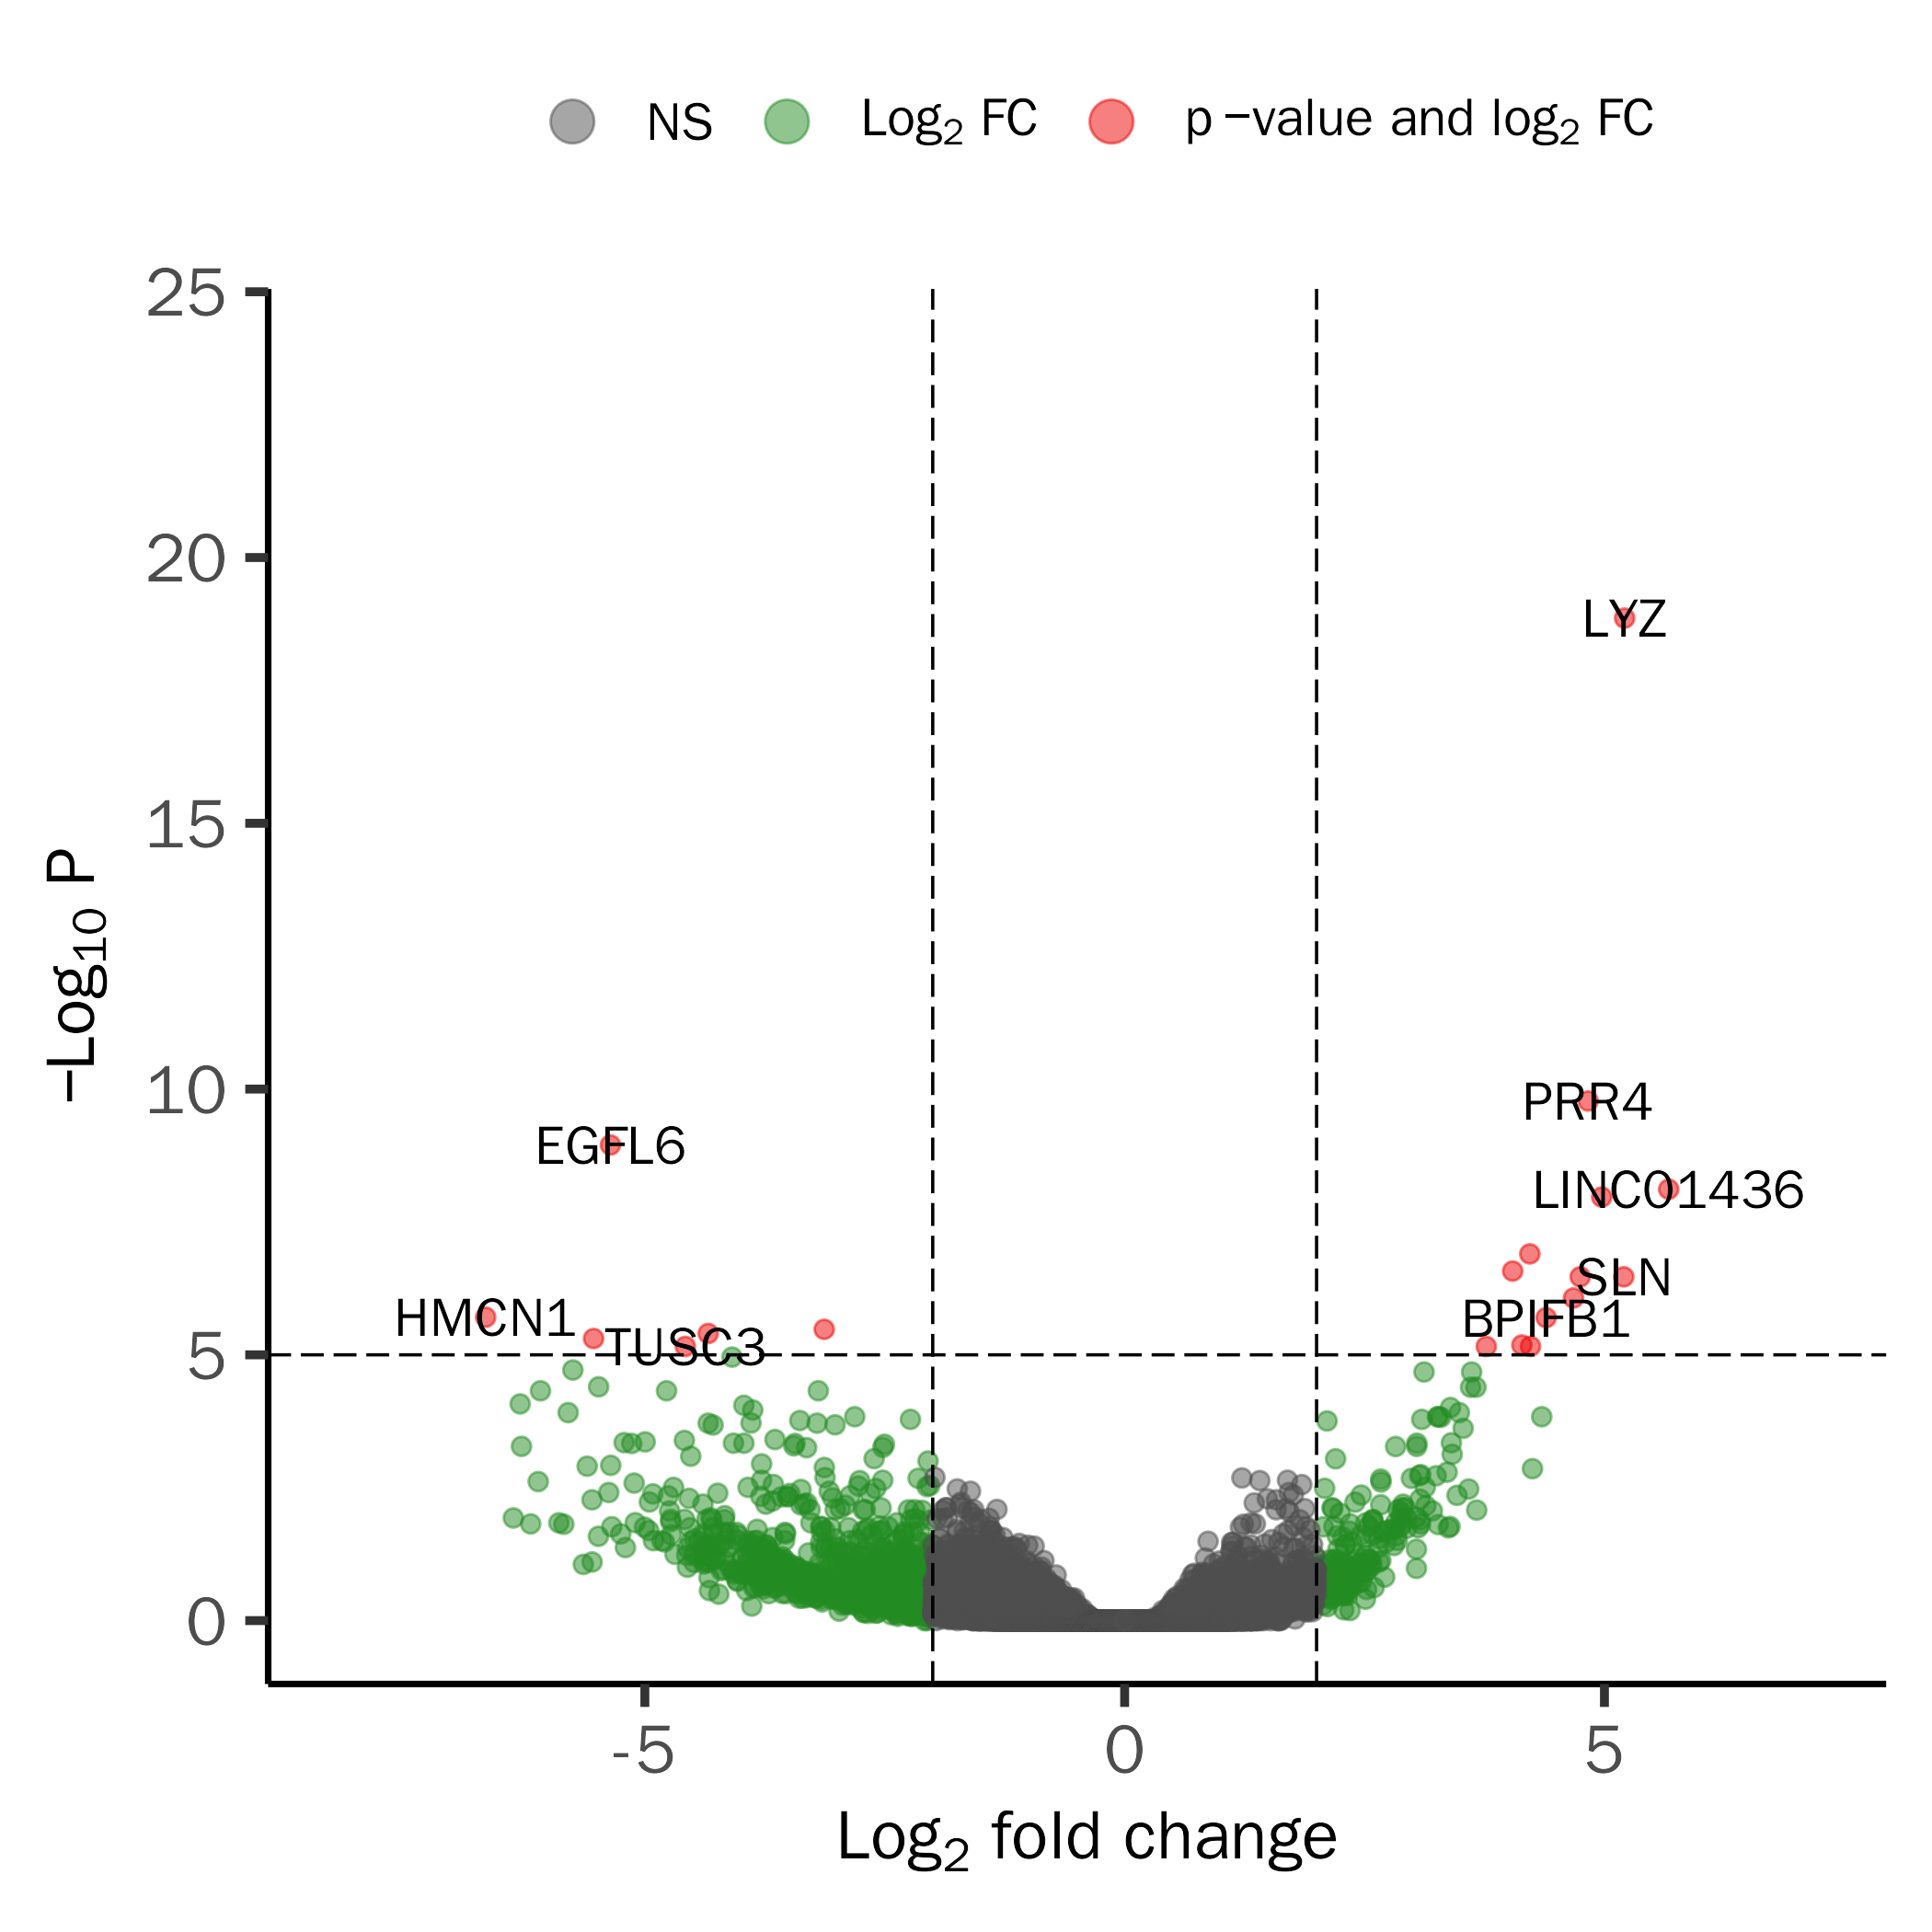 NS Log₂ FC p −value and log₂ FC
25
20
15
10
5
0
−Log₁₀ P
LYZ
PRR4
EGFL6
LINC01436
SLN
HMCN1
BPIFB1
TUSC3
-5 0 5
Log₂ fold change